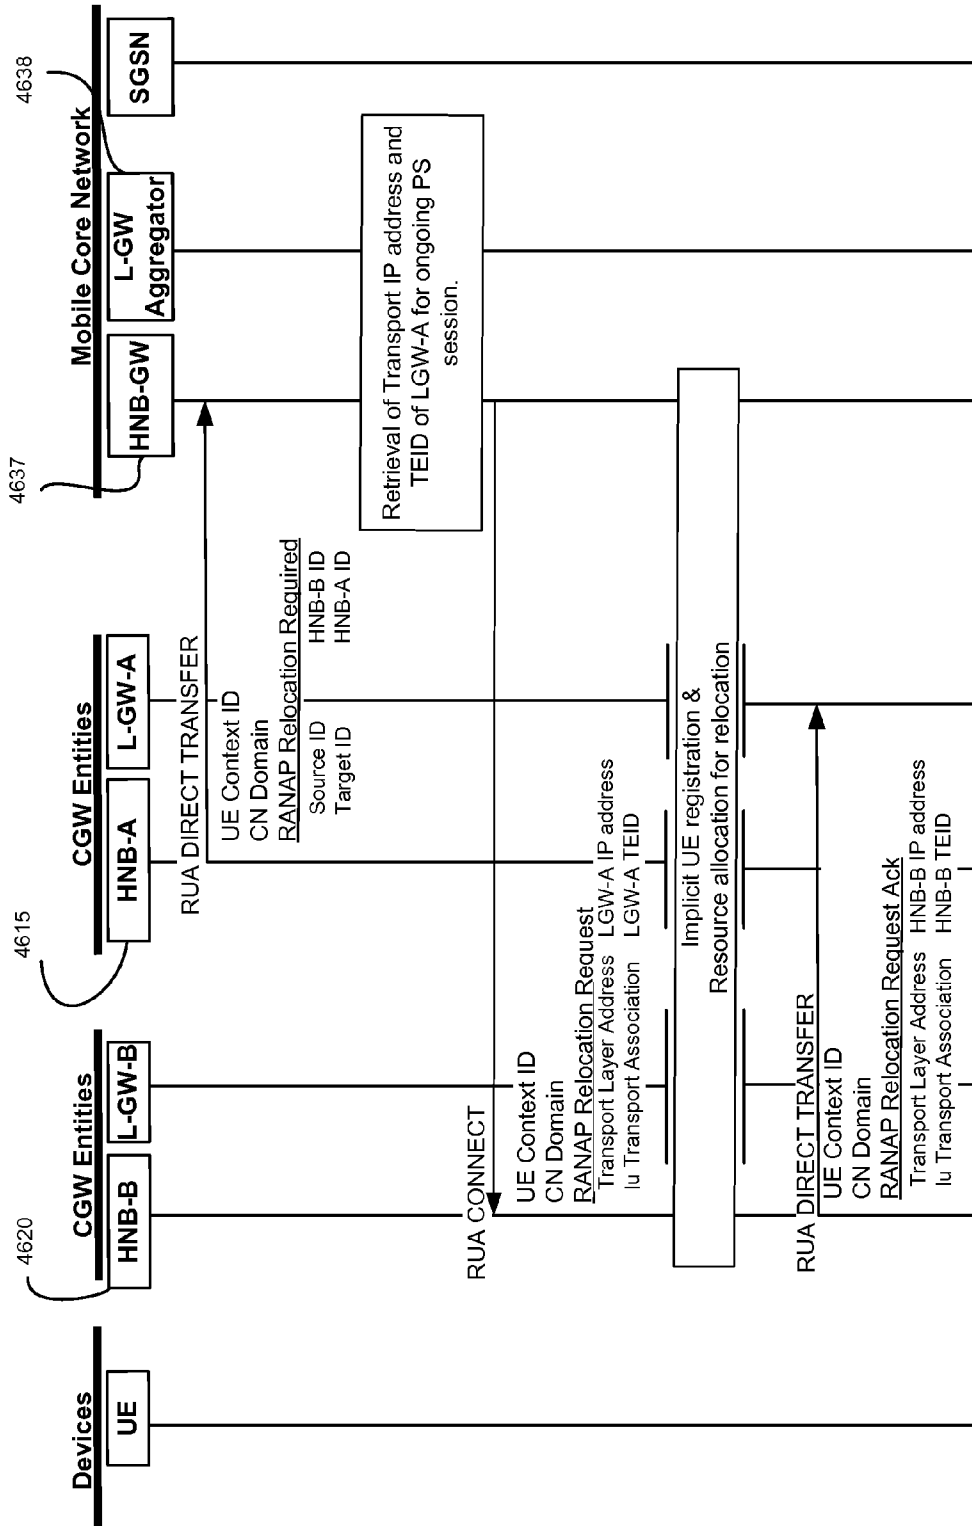 Devices
CGW Entities
CGW Entities
Mobile Core Network
4620
4615
4637
4638
UE
HNB-B
L-GW-B
HNB-A
L-GW-A
HNB-GW
L-GW
Aggregator
SGSN
RUA DIRECT TRANSFER
UE Context ID
CN Domain
RANAP Relocation Required
Source ID HNB-B ID
Target ID HNB-A ID
Retrieval of Transport IP address and
TEID of LGW-A for ongoing PS
session.
RUA CONNECT
UE Context ID
CN Domain
RANAP Relocation Request
Transport Layer Address LGW-A IP address
Iu Transport Association LGW-A TEID
Implicit UE registration &
Resource allocation for relocation
RUA DIRECT TRANSFER
UE Context ID
CN Domain
RANAP Relocation Request Ack
Transport Layer Address HNB-B IP address
Iu Transport Association HNB-B TEID